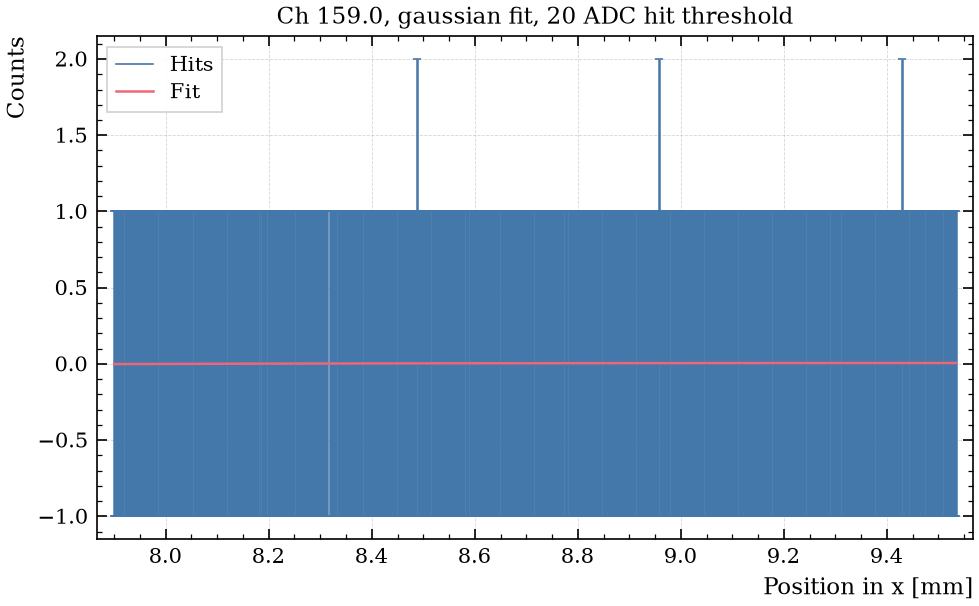 Ch 159.0, gaussian fit, 20 ADC hit threshold
Counts
Hits
Fit
2.0
1.5
1.0
0.5
0.0
−0.5
−1.0
8.0 8.2 8.4 8.6 8.8 9.0 9.2 9.4
Position in x [mm]